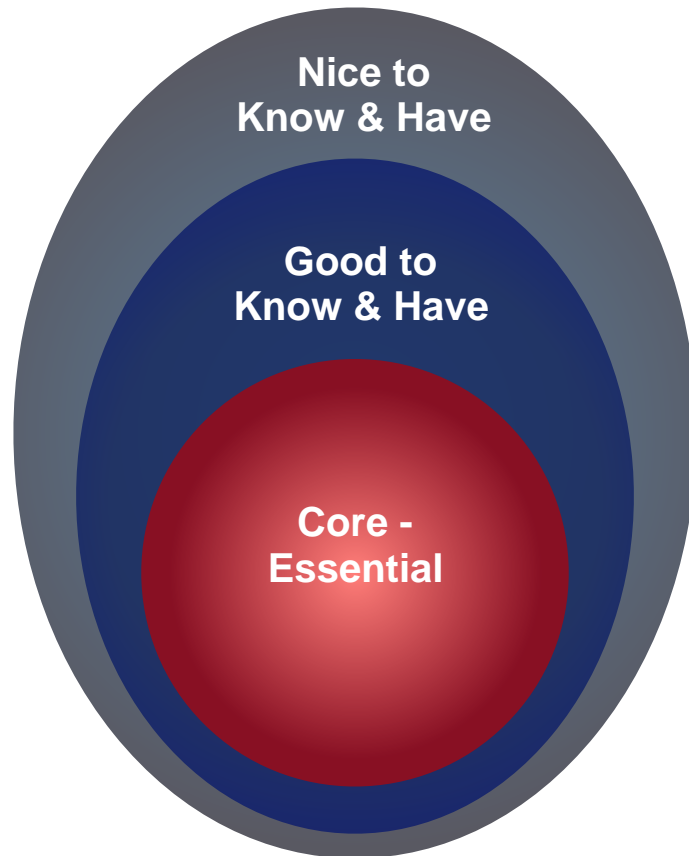 Nice to
Know & Have
Good to
Know & Have
Core -
Essential